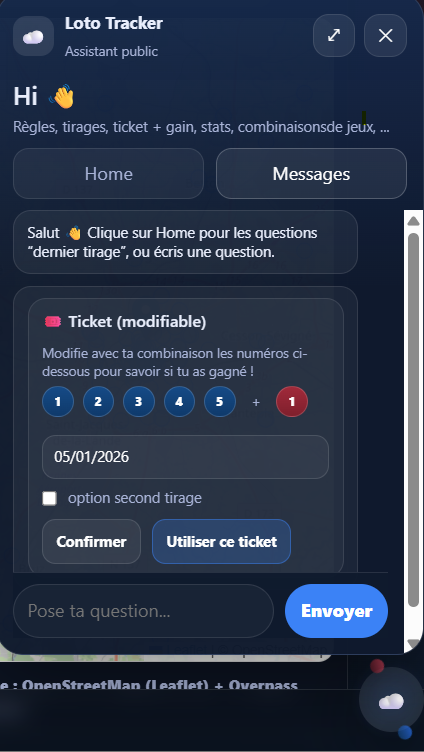 Loto Tracker
Assistant public
Hi 👋
Règles, tirages, ticket + gain, stats, combinaisonsde jeux, ...
Home
Messages
Salut 👋 Clique sur Home pour les questions
“dernier tirage”, ou écris une question.
🎟️ Ticket (modifiable)
Modifie avec ta combinaison les numéros ci-
dessous pour savoir si tu as gagné !
1 2 3 4 5 + 1
05/01/2026
option second tirage
Confirmer
Utiliser ce ticket
Pose ta question...
Envoyer
e : OpenStreetMap (Leaflet) + Overpass